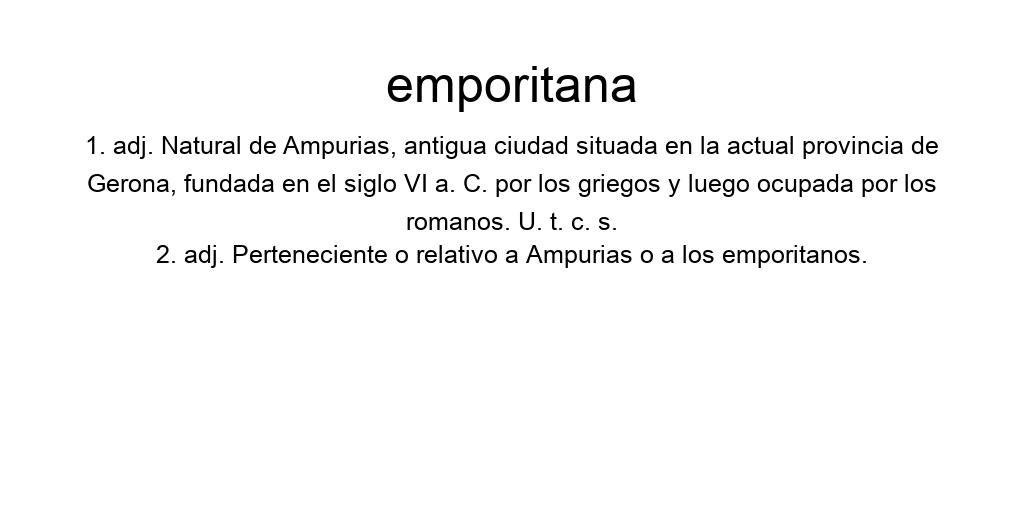 emporitana
1. adj. Natural de Ampurias, antigua ciudad situada en la actual provincia de
Gerona, fundada en el siglo VI a. C. por los griegos y luego ocupada por los
romanos. U. t. c. s.
2. adj. Perteneciente o relativo a Ampurias o a los emporitanos.